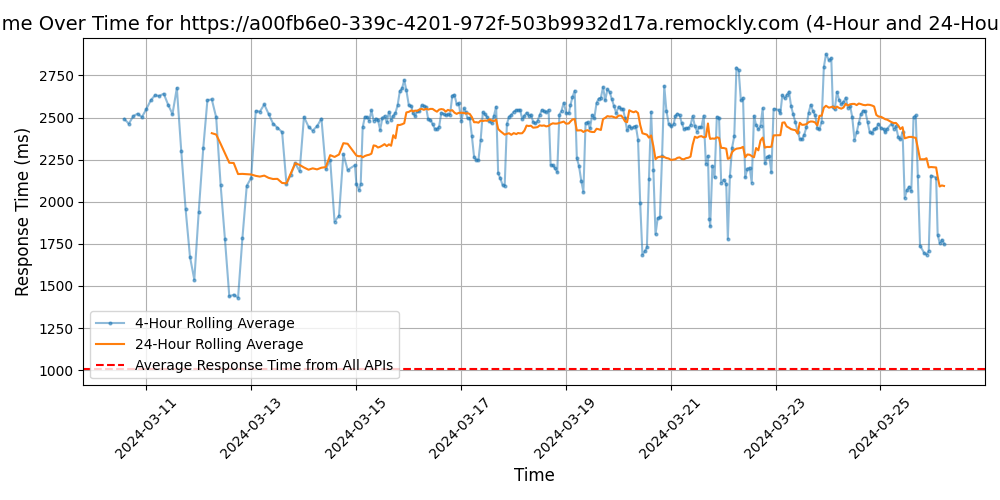 me Over Time for https://a00fb6e0-339c-4201-972f-503b9932d17a.remockly.com (4-Hour and 24-Hou
Response Time (ms)
2750
2500
2250
2000
1750
1500
1250
1000
4-Hour Rolling Average
24-Hour Rolling Average
Average Response Time from All APIs
2024-03-11
2024-03-13
2024-03-15
2024-03-17
2024-03-19
2024-03-21
2024-03-23
2024-03-25
Time